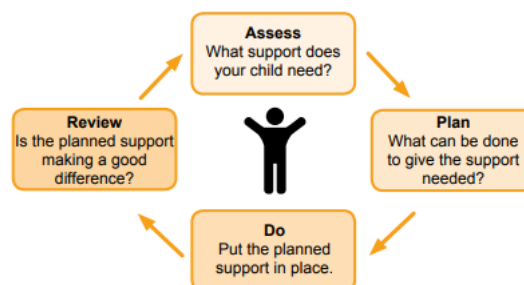 Assess
What support does
your child need?
Plan
What can be done
to give the support
needed?
Do
Put the planned
support in place.
Review
Is the planned support
making a good
difference?